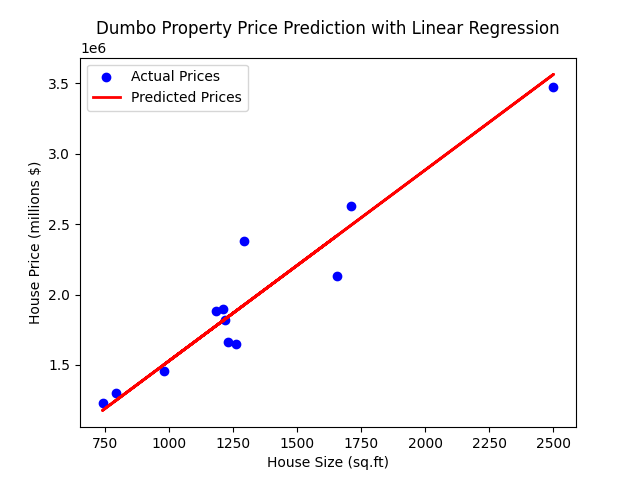 Dumbo Property Price Prediction with Linear Regression
1e6
Actual Prices
Predicted Prices
3.5
3.0
2.5
2.0
1.5
House Price (millions $)
750 1000 1250 1500 1750 2000 2250 2500
House Size (sq.ft)